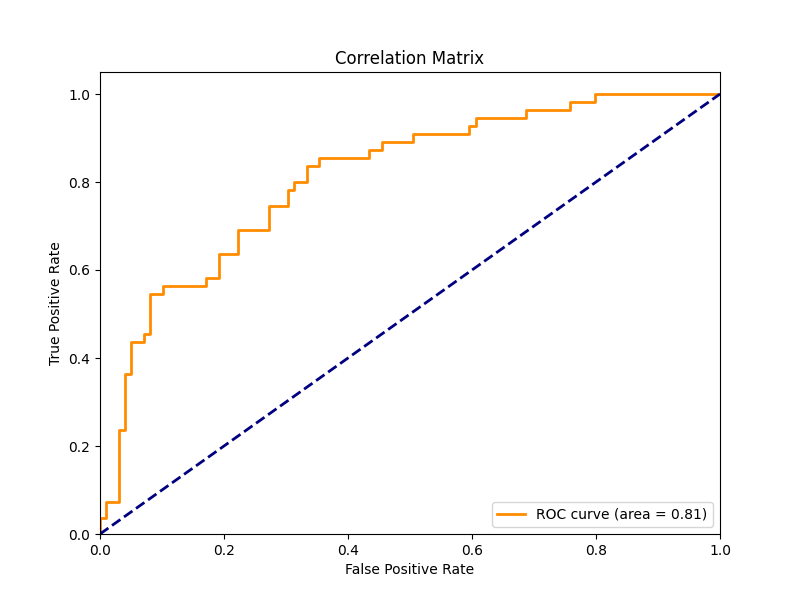 Correlation Matrix
True Positive Rate
1.0
0.8
0.6
0.4
0.2
0.0
ROC curve (area = 0.81)
0.0 0.2 0.4 0.6 0.8 1.0
False Positive Rate